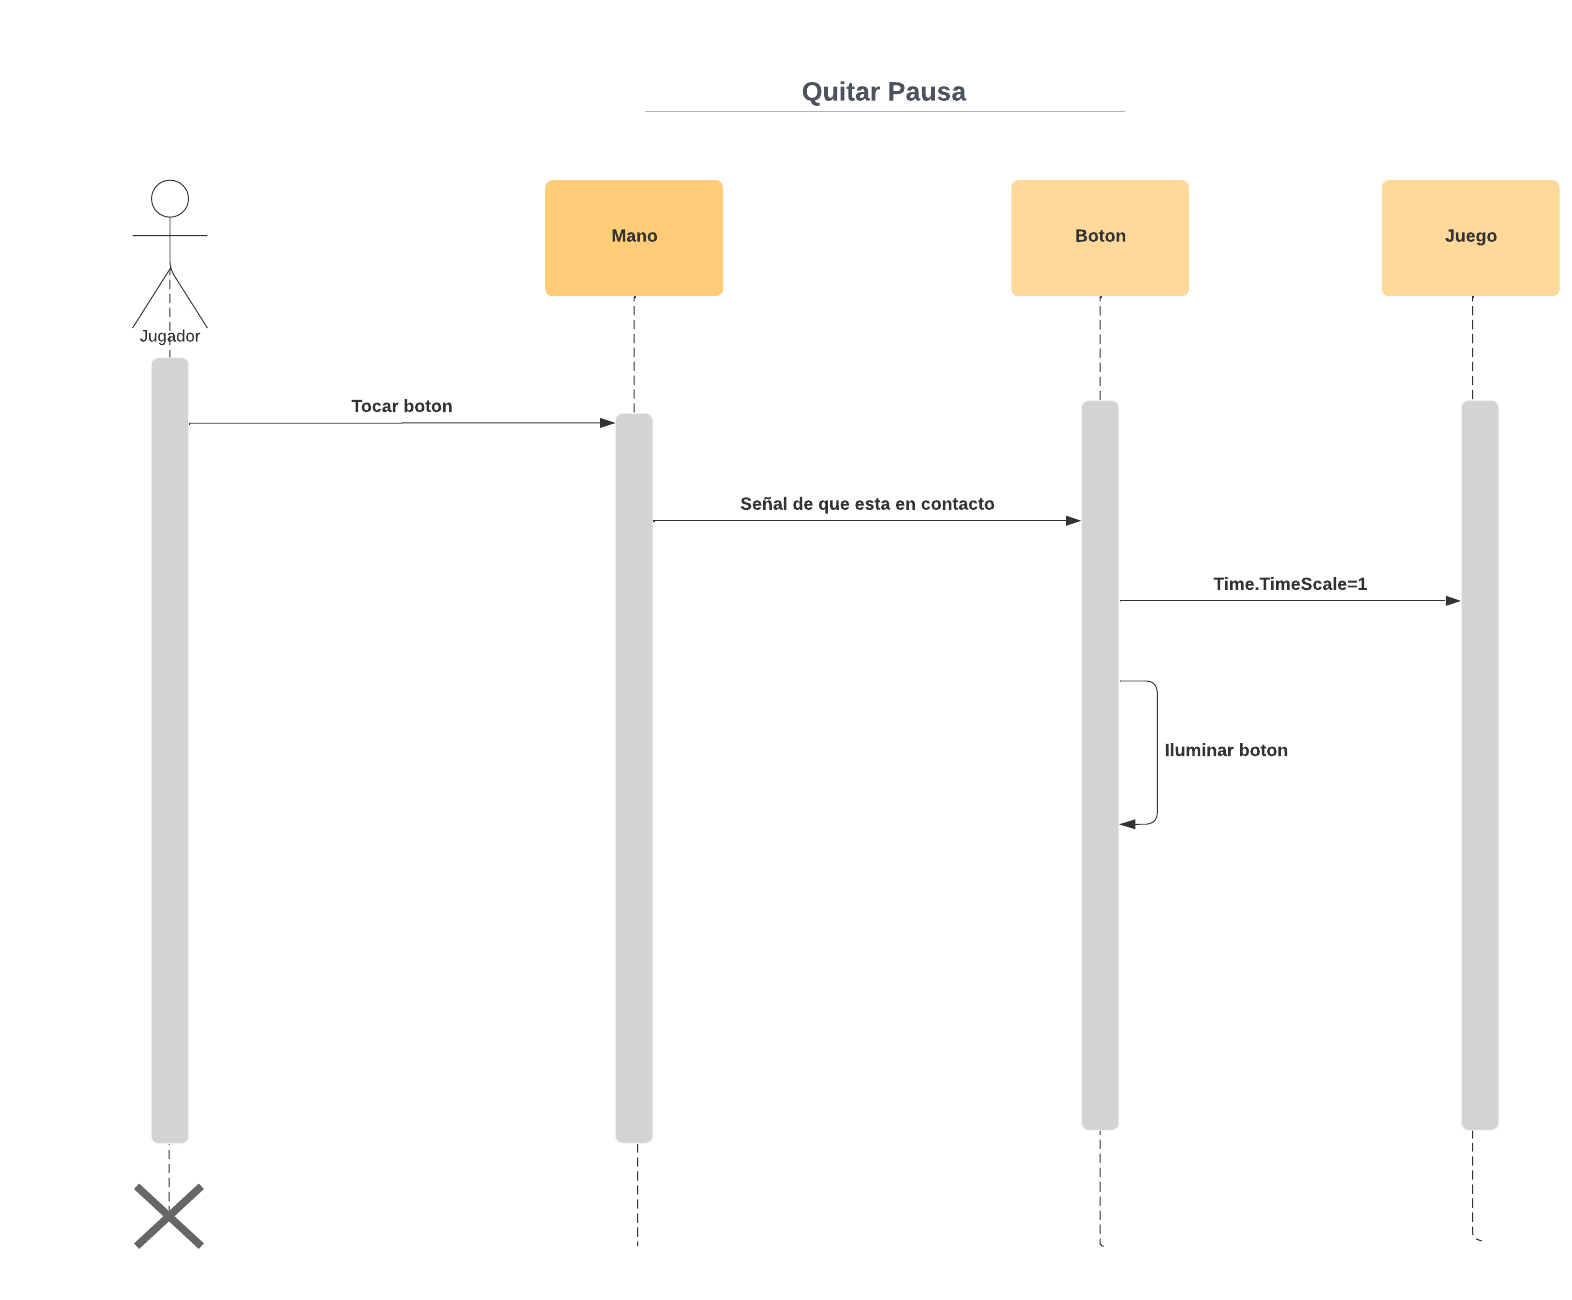 Quitar Pausa
Mano
Boton
Juego
Jugador
Tocar boton
Señal de que esta en contacto
Time.TimeScale=1
Iluminar boton